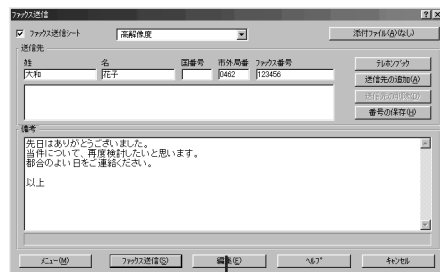 ファックス送信
ファックス送信シート 高解像度 添付ファイル(A)(なし)
送信先
姓 名 国番号 市外局番 ファックス番号
大和 花子 0462 123456
テレホンブック
送信先の追加(A)
送信先の削除(D)
番号の保存(H)
備考
先日はありがとうございました。
当件について、再度検討したいと思います。
都合のよい日をご連絡ください。
以上
メニュー(M) ファックス送信(S) 編集(E) ヘルプ キャンセル